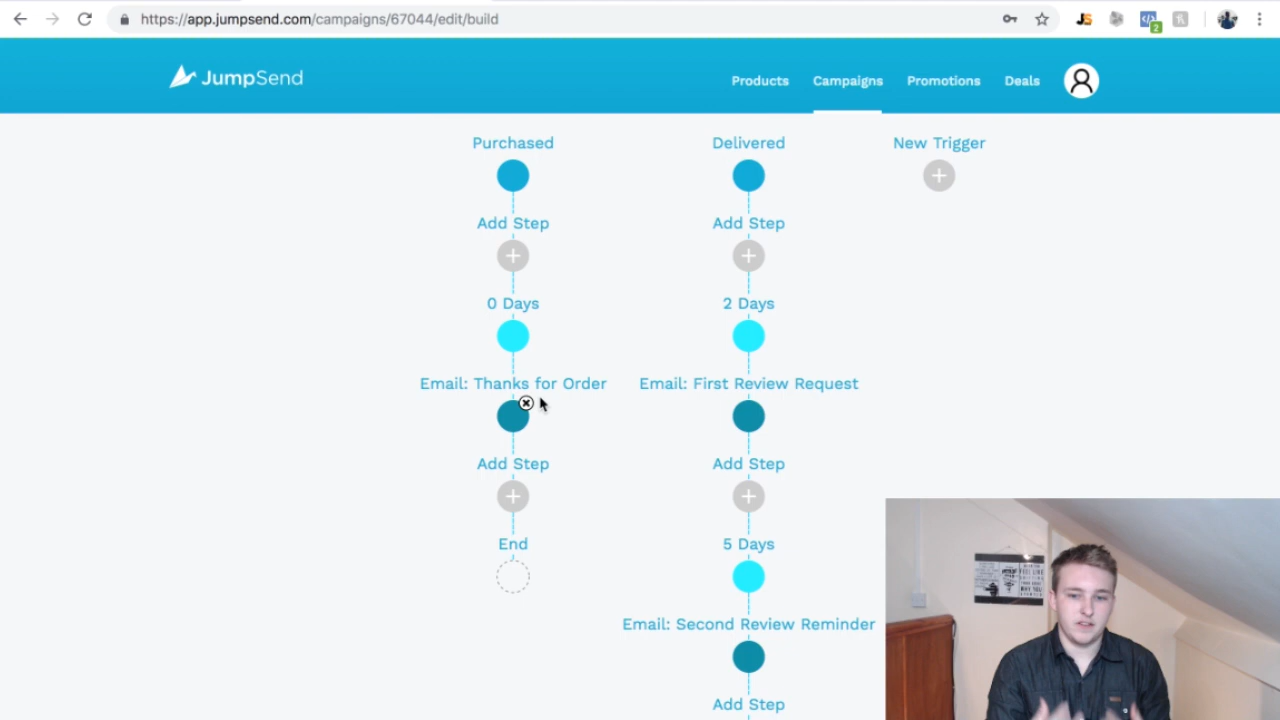 https://app.jumpsend.com/campaigns/67044/edit/build
JS
2
JumpSend
Products
Campaigns
Promotions
Deals
Purchased
Delivered
New Trigger
Add Step
Add Step
0 Days
2 Days
Email: Thanks for Order
Email: First Review Request
Add Step
Add Step
End
5 Days
Email: Second Review Reminder
Add Step